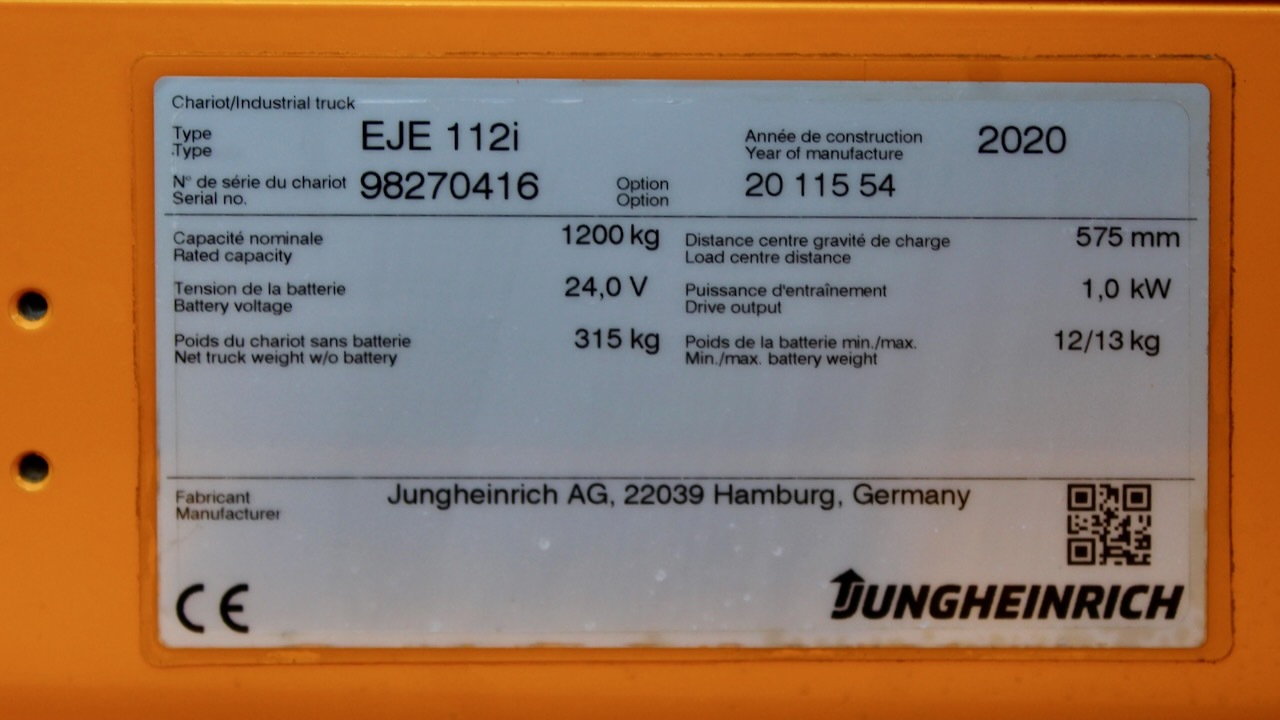 Chariot/Industrial truck
Type EJE 112i Année de construction 2020
Type Year of manufacture
N° de série du chariot 98270416 Option 20 115 54
Serial no. Option
Capacité nominale 1200 kg Distance centre gravité de charge 575 mm
Rated capacity Load centre distance
Tension de la batterie 24,0 V Puissance d'entraînement 1,0 kW
Battery voltage Drive output
Poids du chariot sans batterie 315 kg Poids de la batterie min./max. 12/13 kg
Net truck weight w/o battery Min./max. battery weight
Fabricant Jungheinrich AG, 22039 Hamburg, Germany
Manufacturer
CE JUNGHEINRICH